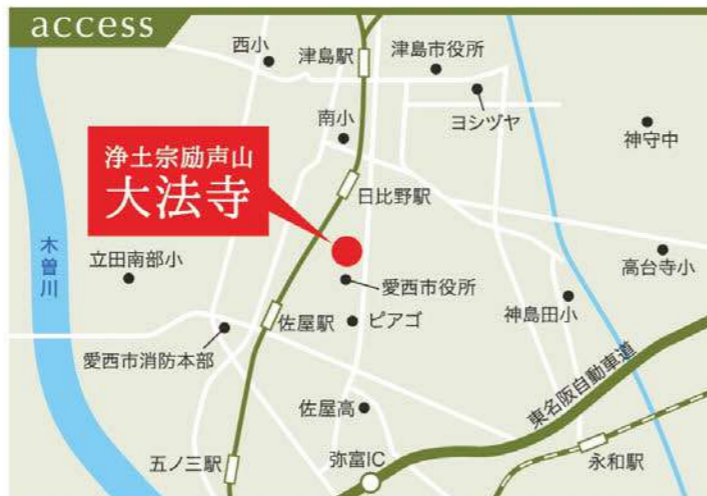 access
西小
津島駅
津島市役所
ヨシヅヤ
南小
神守中
浄土宗励声山
大法寺
日比野駅
木曽川
立田南部小
愛西市役所
高台寺小
佐屋駅
ピアゴ
神島田小
愛西市消防本部
東名阪自動車道
佐屋高
五ノ三駅
弥富IC
永和駅